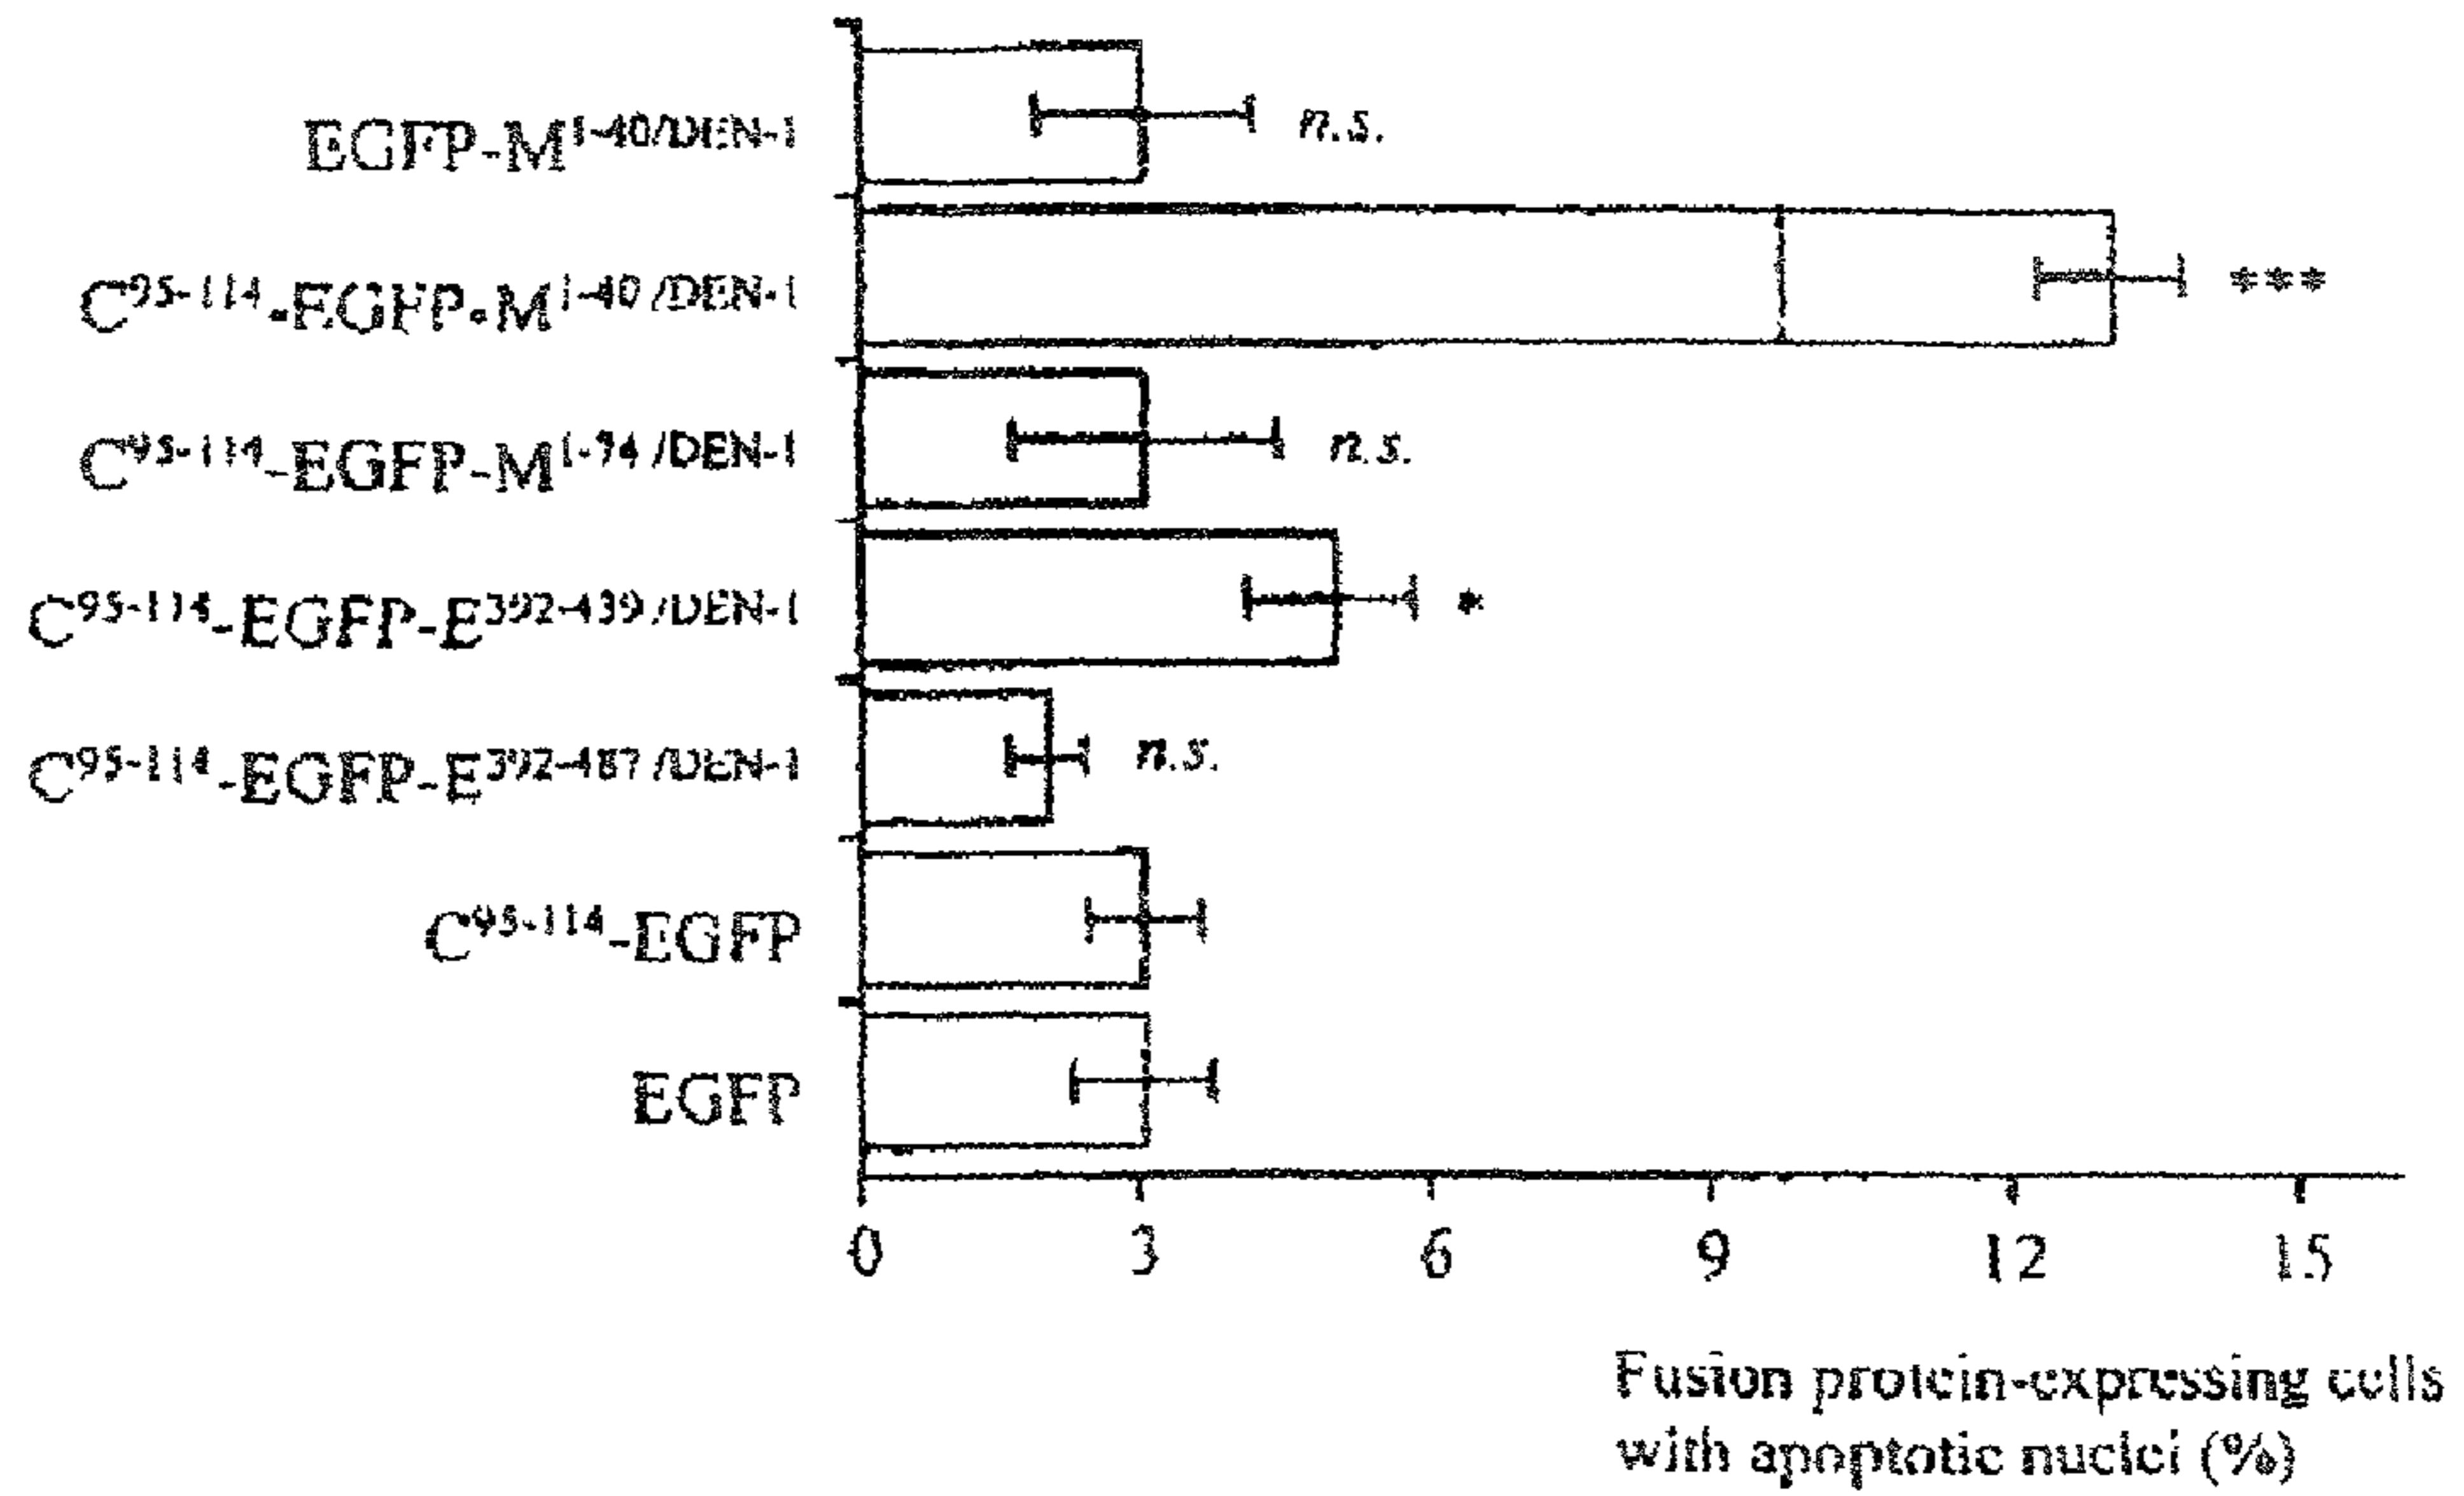 EGFP-M1-40/DEN-1
n.s.
C95-114-EGFP-M1-40/DEN-1
***
C95-114-EGFP-M1-74/DEN-1
n.s.
C95-114-EGFP-E392-439/DEN-1
*
C95-114-EGFP-E392-487/DEN-1
n.s.
C95-114-EGFP
EGFP
0 3 6 9 12 15
Fusion protein-expressing cells
with apoptotic nuclei (%)